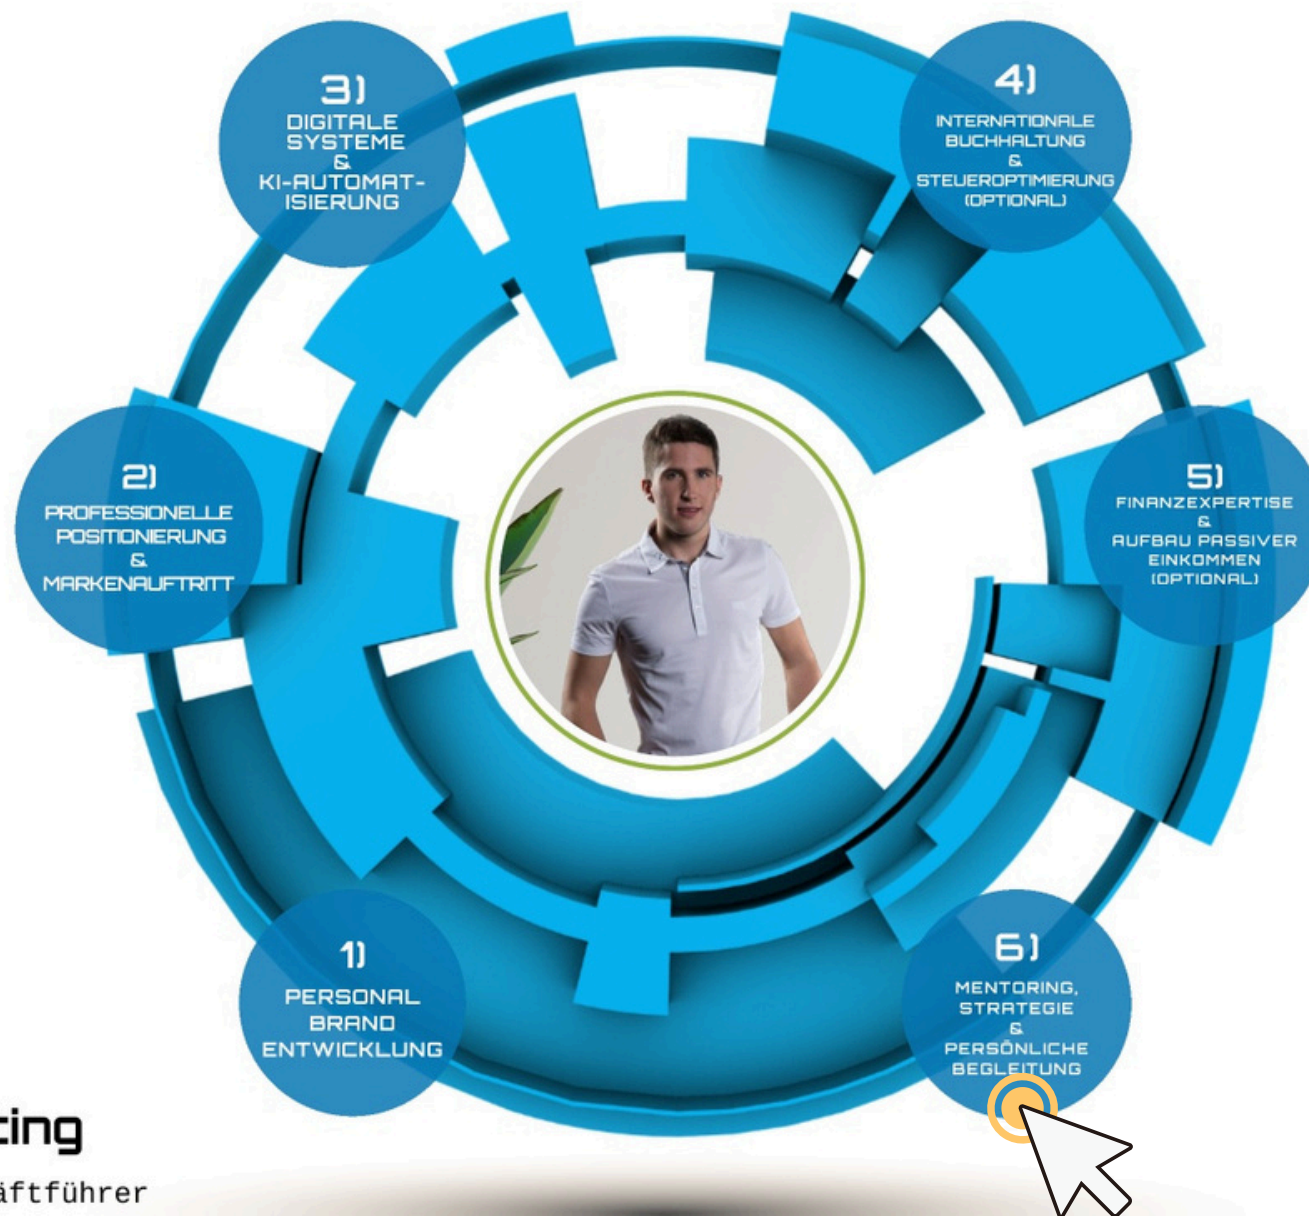 3)
DIGITALE
SYSTEME
&
KI-AUTOMAT-
ISIERUNG
4)
INTERNATIONALE
BUCHHALTUNG
&
STEUEROPTIMIERUNG
(OPTIONAL)
2)
PROFESSIONELLE
POSITIONIERUNG
&
MARKENAUFTRITT
5)
FINANZEXPERTISE
&
AUFBAU PASSIVER
EINKOMMEN
(OPTIONAL)
1)
PERSONAL
BRAND
ENTWICKLUNG
6)
MENTORING,
STRATEGIE
&
PERSÖNLICHE
BEGLEITUNG
ting
äftführer